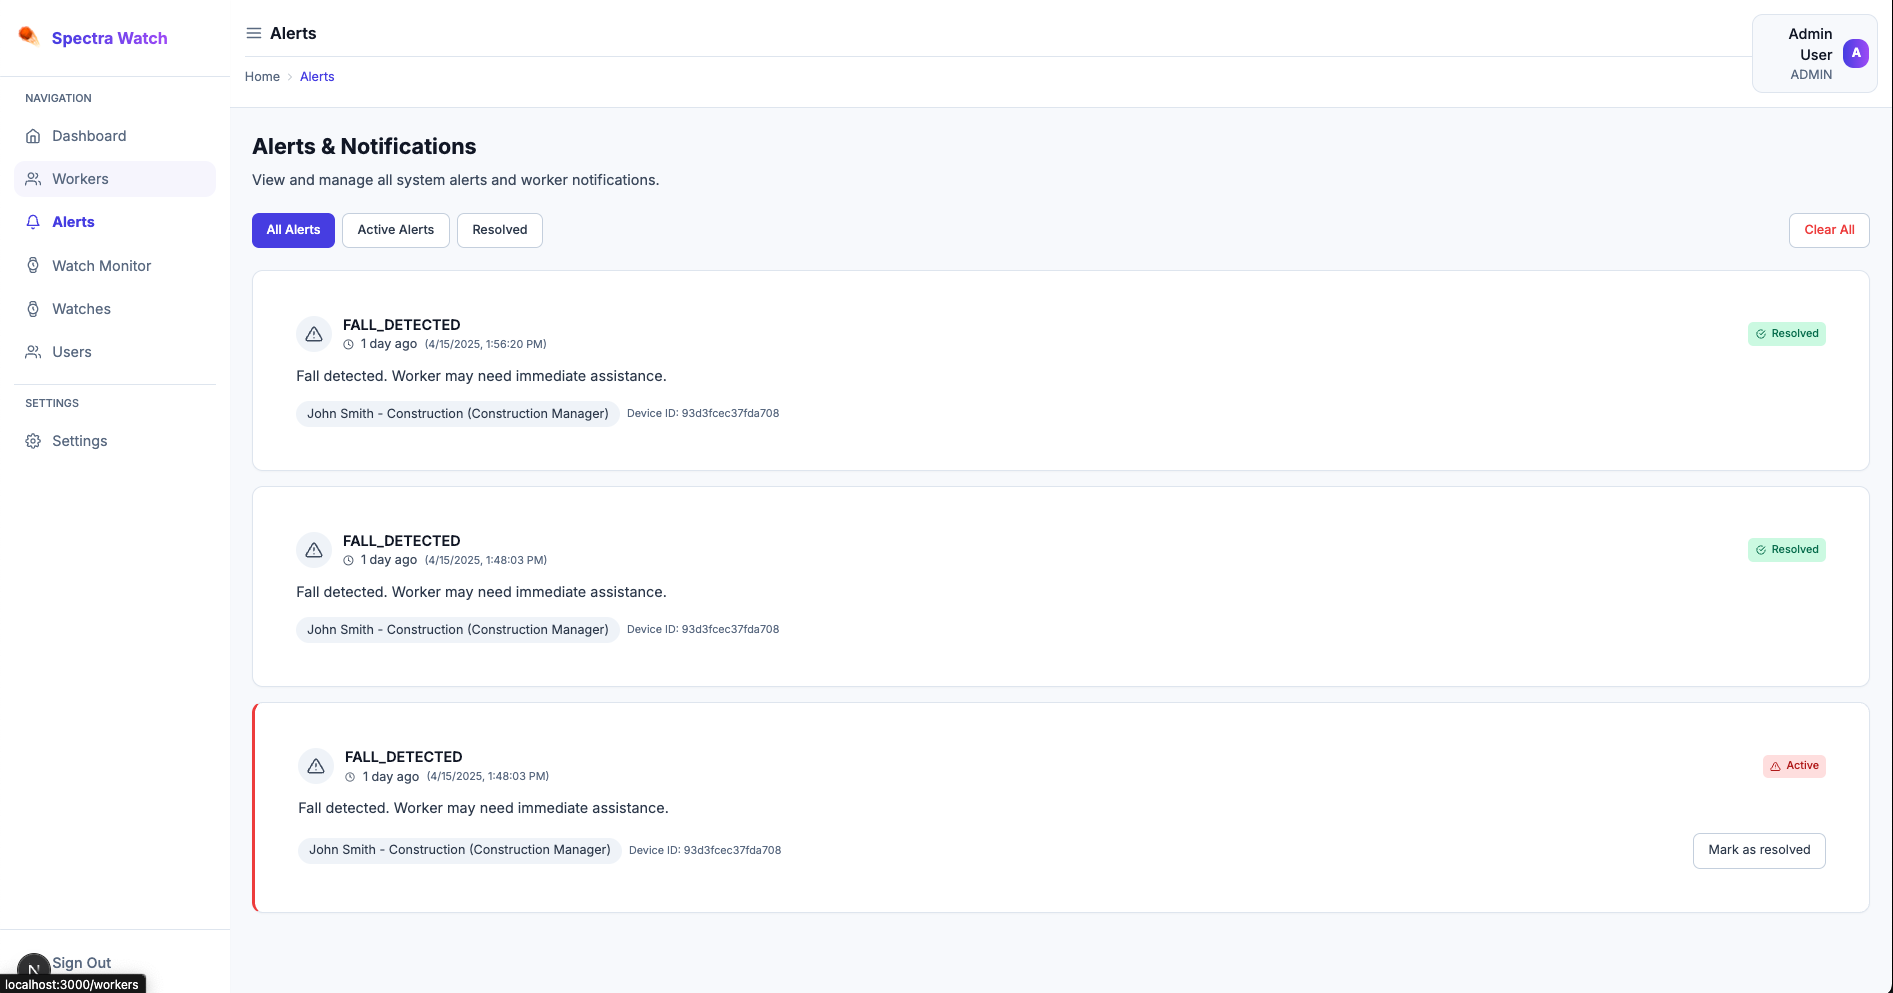 Spectra Watch
NAVIGATION
Dashboard
Workers
Alerts
Watch Monitor
Watches
Users
SETTINGS
Settings
N
Sign Out
localhost:3000/workers
Alerts
Home > Alerts
Admin
User
ADMIN
A
Alerts & Notifications
View and manage all system alerts and worker notifications.
All Alerts Active Alerts Resolved Clear All
FALL_DETECTED
1 day ago (4/15/2025, 1:56:20 PM)
Resolved
Fall detected. Worker may need immediate assistance.
John Smith - Construction (Construction Manager) Device ID: 93d3fcec37fda708
FALL_DETECTED
1 day ago (4/15/2025, 1:48:03 PM)
Resolved
Fall detected. Worker may need immediate assistance.
John Smith - Construction (Construction Manager) Device ID: 93d3fcec37fda708
FALL_DETECTED
1 day ago (4/15/2025, 1:48:03 PM)
Active
Fall detected. Worker may need immediate assistance.
John Smith - Construction (Construction Manager) Device ID: 93d3fcec37fda708
Mark as resolved